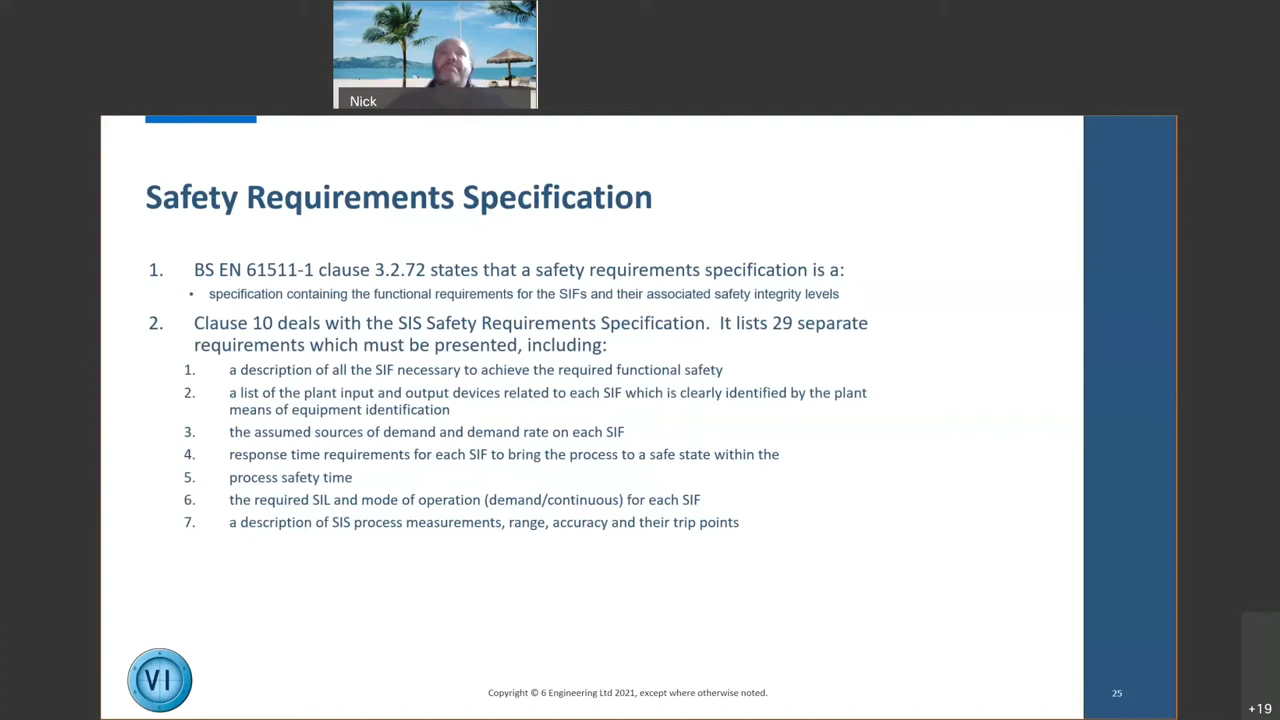 Nick
Safety Requirements Specification
1. BS EN 61511-1 clause 3.2.72 states that a safety requirements specification is a:
• specification containing the functional requirements for the SIFs and their associated safety integrity levels
2. Clause 10 deals with the SIS Safety Requirements Specification. It lists 29 separate
requirements which must be presented, including:
1. a description of all the SIF necessary to achieve the required functional safety
2. a list of the plant input and output devices related to each SIF which is clearly identified by the plant
means of equipment identification
3. the assumed sources of demand and demand rate on each SIF
4. response time requirements for each SIF to bring the process to a safe state within the
5. process safety time
6. the required SIL and mode of operation (demand/continuous) for each SIF
7. a description of SIS process measurements, range, accuracy and their trip points
VI
Copyright © 6 Engineering Ltd 2021, except where otherwise noted.
25
+19